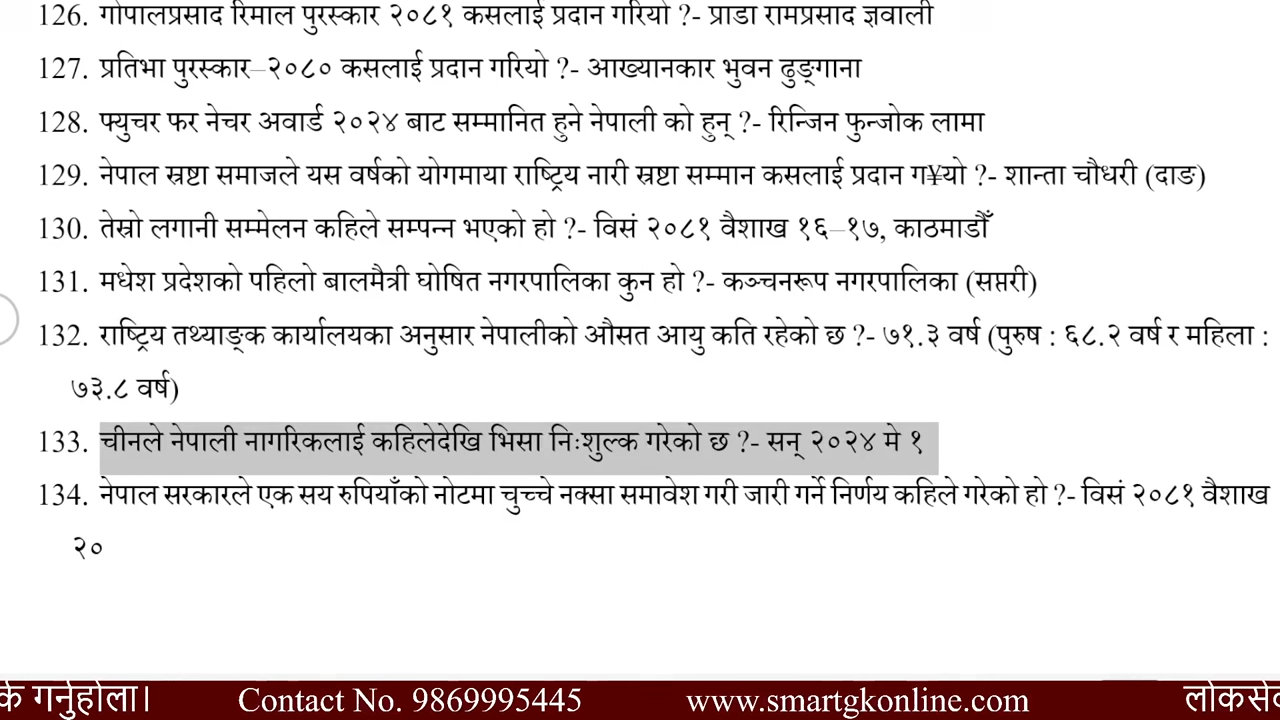 126. गोपालप्रसाद रिमाल पुरस्कार २०८१ कसलाई प्रदान गरियो ?- प्राडा रामप्रसाद ज्ञवाली
127. प्रतिभा पुरस्कार–२०८० कसलाई प्रदान गरियो ?- आख्यानकार भुवन ढुङ्गाना
128. फ्युचर फर नेचर अवार्ड २०२४ बाट सम्मानित हुने नेपाली को हुन् ?- रिन्जिन फुन्जोक लामा
129. नेपाल स्रष्टा समाजले यस वर्षको योगमाया राष्ट्रिय नारी स्रष्टा सम्मान कसलाई प्रदान ग¥यो ?- शान्ता चौधरी (दाङ)
130. तेस्रो लगानी सम्मेलन कहिले सम्पन्न भएको हो ?- विसं २०८१ वैशाख १६–१७, काठमाडौँ
131. मधेश प्रदेशको पहिलो बालमैत्री घोषित नगरपालिका कुन हो ?- कञ्चनरूप नगरपालिका (सप्तरी)
132. राष्ट्रिय तथ्याङ्क कार्यालयका अनुसार नेपालीको औसत आयु कति रहेको छ ?- ७१.३ वर्ष (पुरुष : ६८.२ वर्ष र महिला :
७३.८ वर्ष)
133. चीनले नेपाली नागरिकलाई कहिलेदेखि भिसा निःशुल्क गरेको छ ?- सन् २०२४ मे १
134. नेपाल सरकारले एक सय रुपियाँको नोटमा चुच्चे नक्सा समावेश गरी जारी गर्ने निर्णय कहिले गरेको हो ?- विसं २०८१ वैशाख
२०
र्क गर्नुहोला। Contact No. 9869995445 www.smartgkonline.com लोकसेव